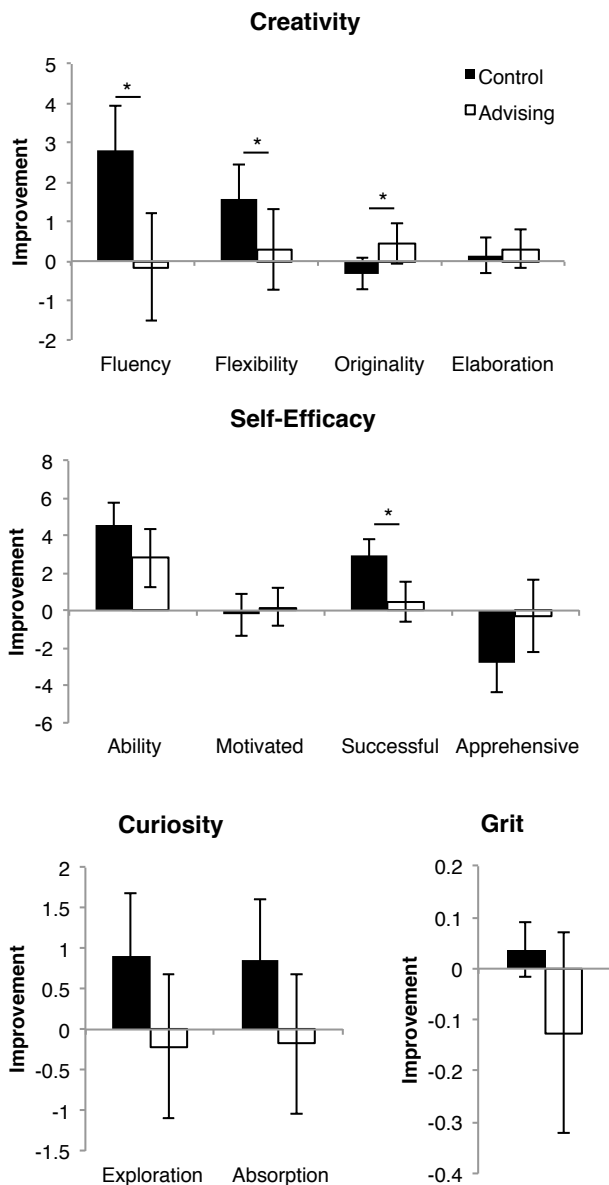 Creativity
Improvement
5
4
3
2
1
0
-1
-2
*
*
*
Control
Advising
Fluency Flexibility Originality Elaboration
Self-Efficacy
Improvement
8
6
4
2
0
-2
-4
-6
*
Ability Motivated Successful Apprehensive
Curiosity
Improvement
2
1.5
1
0.5
0
-0.5
-1
-1.5
Exploration Absorption
Grit
Improvement
0.2
0.1
0
-0.1
-0.2
-0.3
-0.4